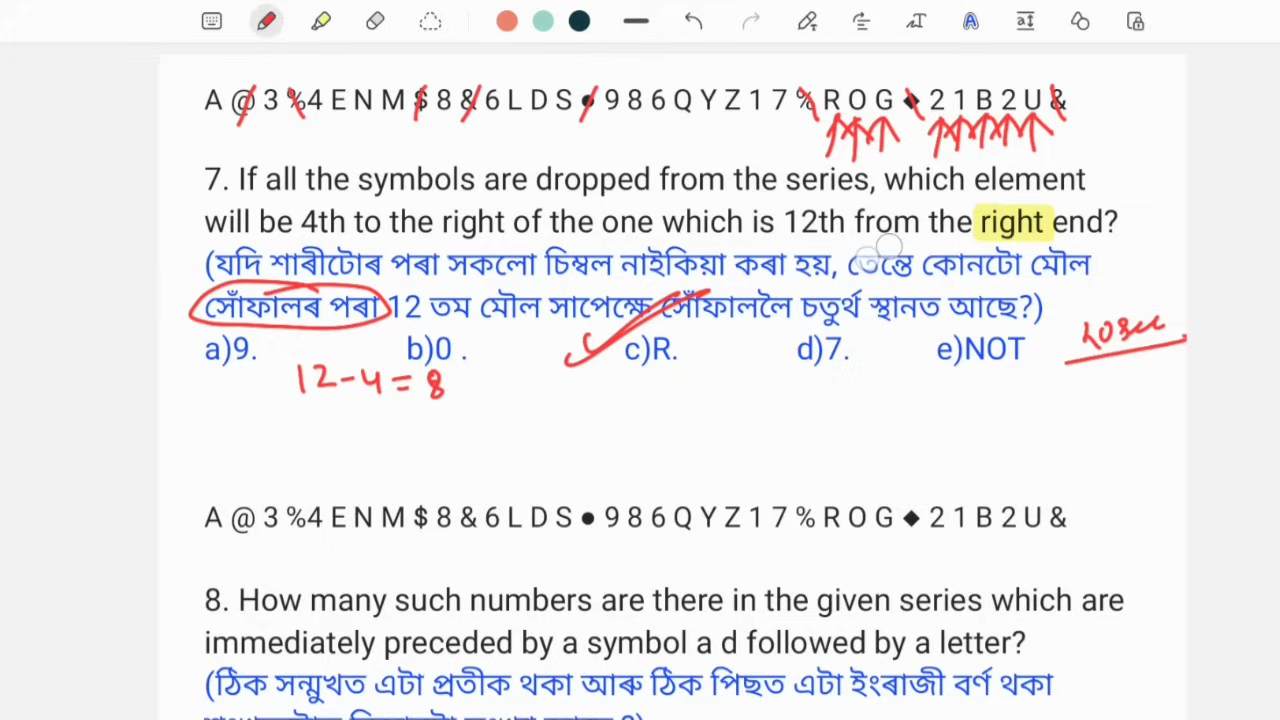 A @ 3 % 4 E N M $ 8 & 6 L D S ● 9 8 6 Q Y Z 1 7 % R O G ◆ 2 1 B 2 U &
7. If all the symbols are dropped from the series, which element
will be 4th to the right of the one which is 12th from the right end?
(যদি শাৰীটোৰ পৰা সকলো চিম্বল নাইকিয়া কৰা হয়, তেন্তে কোনটো মৌল
সোঁফালৰ পৰা 12 তম মৌল সাপেক্ষে সোঁফাললৈ চতুৰ্থ স্থানত আছে?)
a)9. b)0 . c)R. d)7. e)NOT
12-4=8
A @ 3 % 4 E N M $ 8 & 6 L D S ● 9 8 6 Q Y Z 1 7 % R O G ◆ 2 1 B 2 U &
8. How many such numbers are there in the given series which are
immediately preceded by a symbol a d followed by a letter?
(ঠিক সন্মুখত এটা প্ৰতীক থকা আৰু ঠিক পিছত এটা ইংৰাজী বৰ্ণ থকা